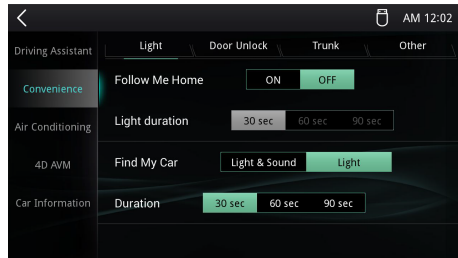 AM 12:02
Driving Assistant
Convenience
Air Conditioning
4D AVM
Car Information
Light Door Unlock Trunk Other
Follow Me Home ON OFF
Light duration 30 sec 60 sec 90 sec
Find My Car Light & Sound Light
Duration 30 sec 60 sec 90 sec